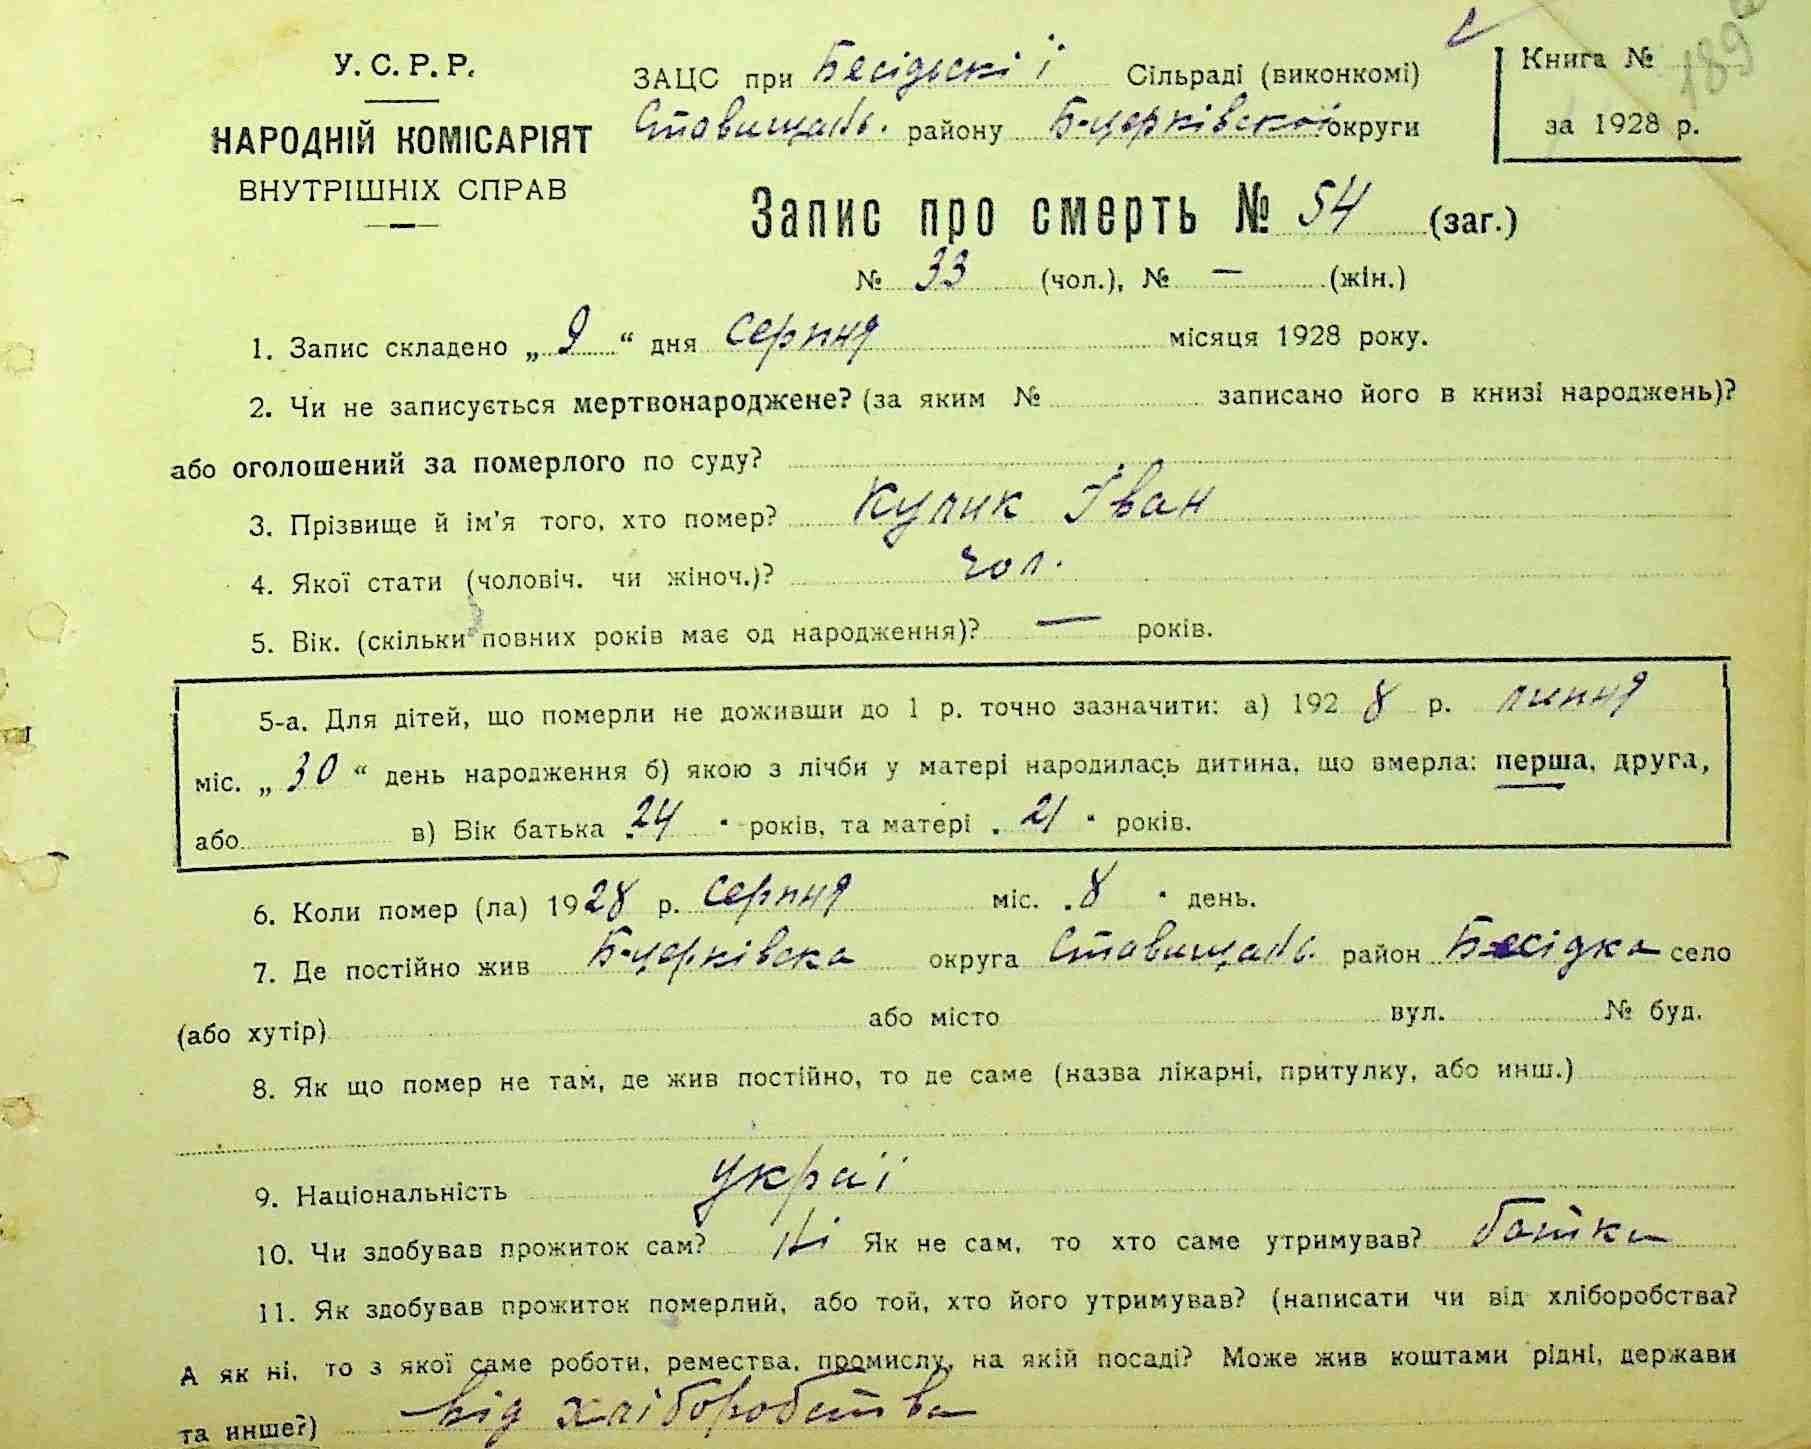 У. С. Р. Р.
НАРОДНІЙ КОМІСАРІЯТ
ВНУТРІШНІХ СПРАВ
ЗАЦС при Бесідьскі ї Сільраді (виконкомі)
Ставищансь. району Б-церківської округи
Книга №
за 1928 р.
189
Запис про смерть № 54 (заг.)
№ 33 (чол.), № — (жін.)
1. Запис складено „ 9 “ дня серпня місяця 1928 року.
2. Чи не записується мертвонароджене? (за яким № записано його в книзі народжень)?
або оголошений за померлого по суду?
3. Прізвище й ім'я того, хто помер? Кулик Іван
4. Якої стати (чоловіч. чи жіноч.)? чол.
5. Вік. (скільки повних років має од народження)? — років.
5-а. Для дітей, що померли не доживши до 1 р. точно зазначити: а) 192 8 р. липня
міс. „ 30 “ день народження б) якою з лічби у матері народилась дитина, що вмерла: перша, друга,
або в) Вік батька 24 років, та матері 21 років.
6. Коли помер (ла) 1928 р. серпня міс. 8 день.
7. Де постійно жив Б-церківска округа Ставищансь. район Бесідка село
(або хутір) або місто вул. № буд.
8. Як що помер не там, де жив постійно, то де саме (назва лікарні, притулку, або инш.)
9. Національність украї
10. Чи здобував прожиток сам? Ні Як не сам, то хто саме утримував? батьки
11. Як здобував прожиток померлий, або той, хто його утримував? (написати чи від хліборобства?
А як ні, то з якої саме роботи, ремества, промислу, на якій посаді? Може жив коштами рідні, держави
та инше?) від хліборобства